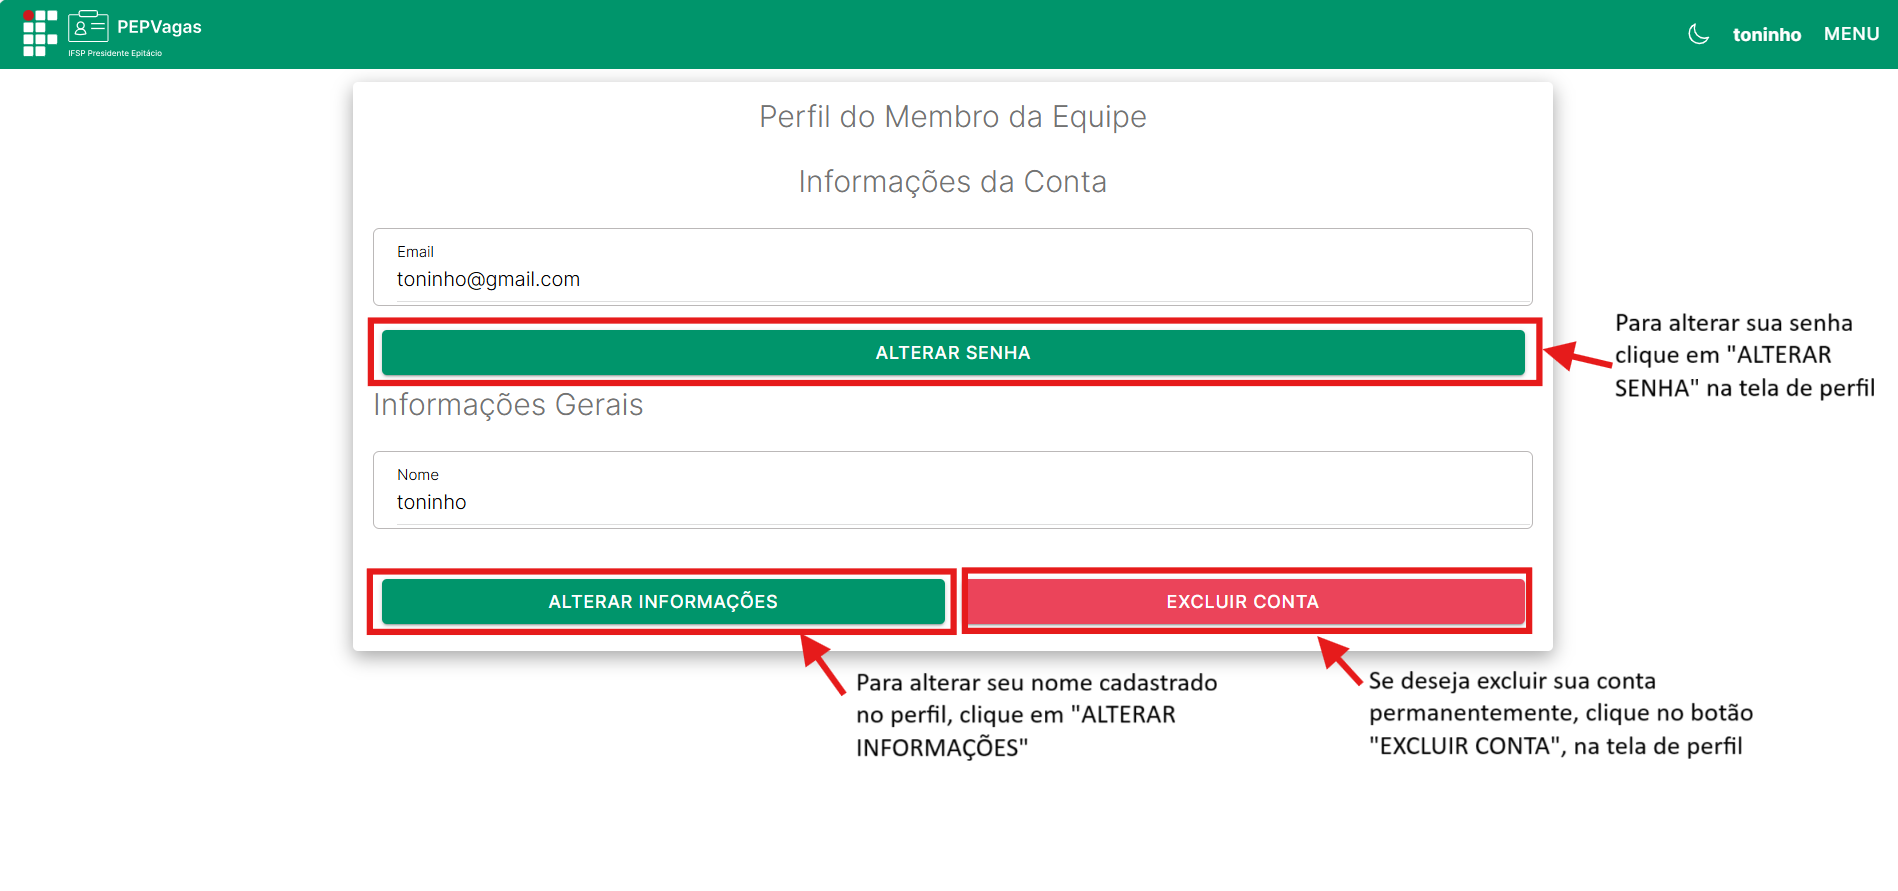 PEPVagas
IFSP Presidente Epitácio
toninho
MENU
Perfil do Membro da Equipe
Informações da Conta
Email
toninho@gmail.com
ALTERAR SENHA
Para alterar sua senha
clique em "ALTERAR
SENHA" na tela de perfil
Informações Gerais
Nome
toninho
ALTERAR INFORMAÇÕES
EXCLUIR CONTA
Para alterar seu nome cadastrado
no perfil, clique em "ALTERAR
INFORMAÇÕES"
Se deseja excluir sua conta
permanentemente, clique no botão
"EXCLUIR CONTA", na tela de perfil